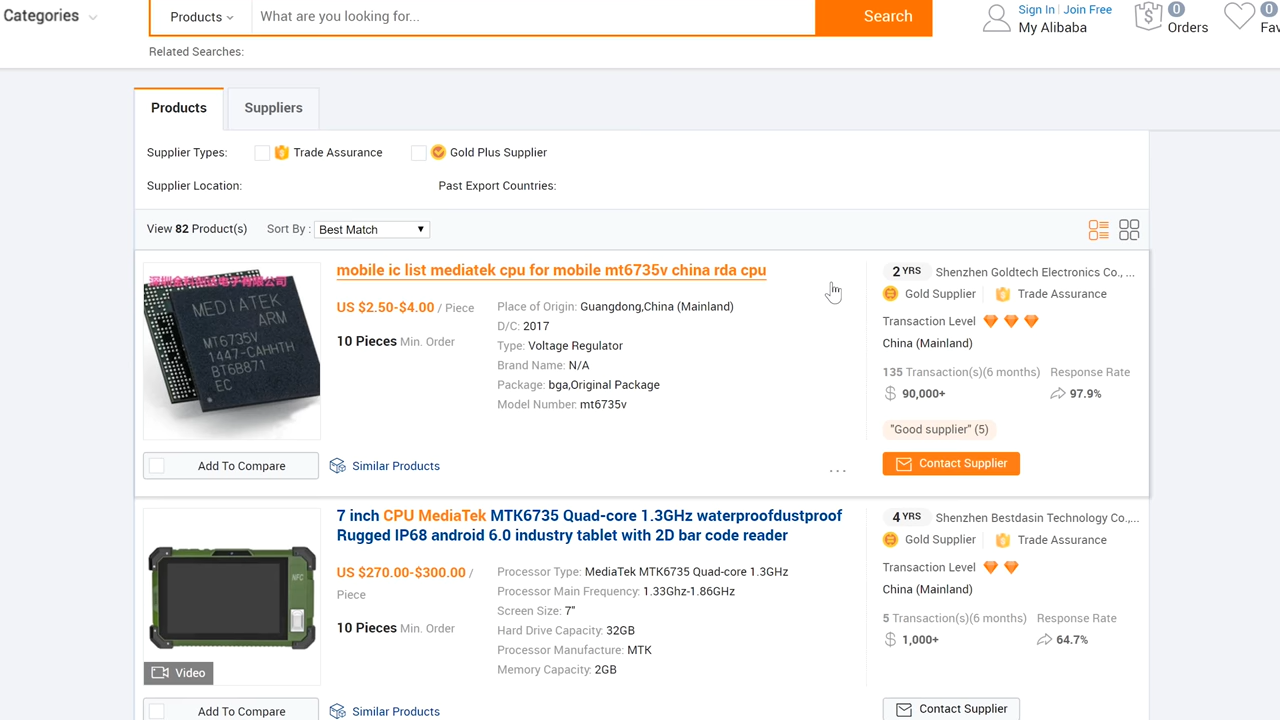 Categories
Products
What are you looking for...
Search
Sign In | Join Free
My Alibaba
0
Orders
0
Fav
Related Searches:
Products
Suppliers
Supplier Types:
Trade Assurance
Gold Plus Supplier
Supplier Location:
Past Export Countries:
View 82 Product(s)
Sort By :
Best Match
MEDIATEK
ARM
MT6735V
1447-CAHHTH
BT6B871
EC
mobile ic list mediatek cpu for mobile mt6735v china rda cpu
US $2.50-$4.00 / Piece
10 Pieces Min. Order
Place of Origin: Guangdong,China (Mainland)
D/C: 2017
Type: Voltage Regulator
Brand Name: N/A
Package: bga,Original Package
Model Number: mt6735v
Add To Compare
Similar Products
...
2 YRS Shenzhen Goldtech Electronics Co., ...
Gold Supplier
Trade Assurance
Transaction Level
China (Mainland)
135 Transaction(s)(6 months)
Response Rate
$ 90,000+
97.9%
"Good supplier" (5)
Contact Supplier
NFC
Video
7 inch CPU MediaTek MTK6735 Quad-core 1.3GHz waterproofdustproof
Rugged IP68 android 6.0 industry tablet with 2D bar code reader
US $270.00-$300.00 /
Piece
10 Pieces Min. Order
Processor Type: MediaTek MTK6735 Quad-core 1.3GHz
Processor Main Frequency: 1.33Ghz-1.86GHz
Screen Size: 7"
Hard Drive Capacity: 32GB
Processor Manufacture: MTK
Memory Capacity: 2GB
Add To Compare
Similar Products
4 YRS Shenzhen Bestdasin Technology Co.,...
Gold Supplier
Trade Assurance
Transaction Level
China (Mainland)
5 Transaction(s)(6 months)
Response Rate
$ 1,000+
64.7%
Contact Supplier